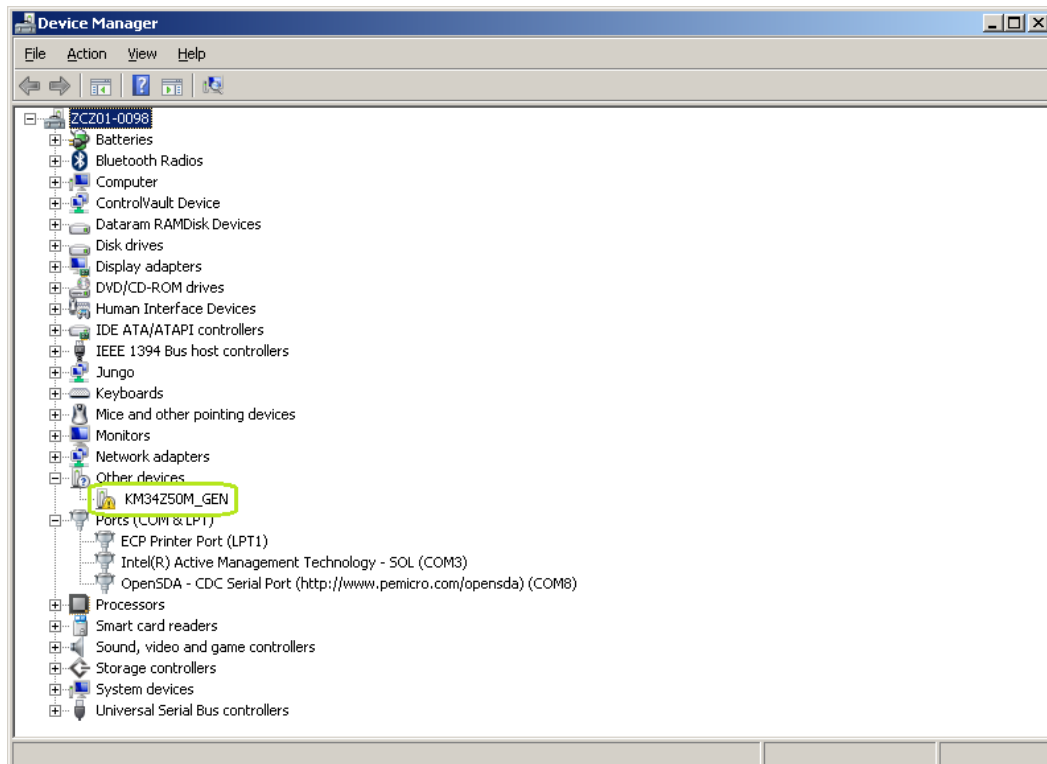 Device Manager
File Action View Help
ZCZ01-0098
Batteries
Bluetooth Radios
Computer
ControlVault Device
Dataram RAMDisk Devices
Disk drives
Display adapters
DVD/CD-ROM drives
Human Interface Devices
IDE ATA/ATAPI controllers
IEEE 1394 Bus host controllers
Jungo
Keyboards
Mice and other pointing devices
Monitors
Network adapters
Other devices
KM34Z50M_GEN
Ports (COM & LPT)
ECP Printer Port (LPT1)
Intel(R) Active Management Technology - SOL (COM3)
OpenSDA - CDC Serial Port (http://www.pemicro.com/opensda) (COM8)
Processors
Smart card readers
Sound, video and game controllers
Storage controllers
System devices
Universal Serial Bus controllers